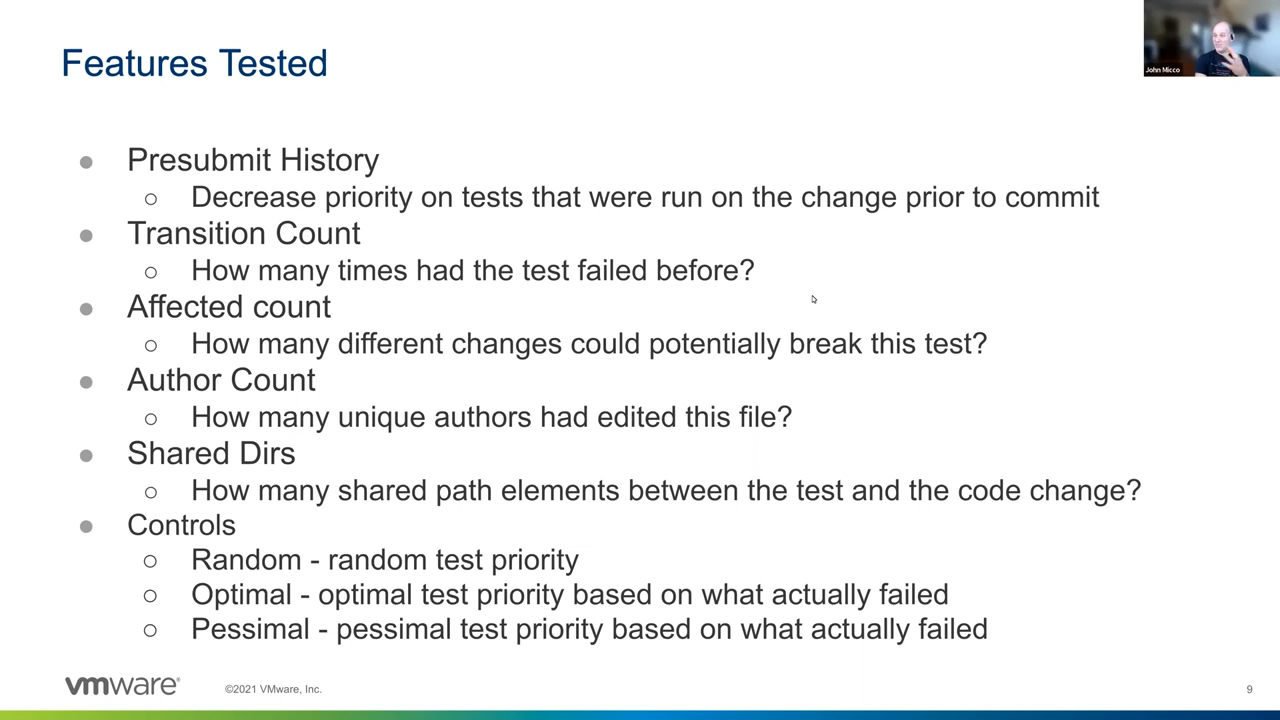 Features Tested
John Micco
Presubmit History
Decrease priority on tests that were run on the change prior to commit
Transition Count
How many times had the test failed before?
Affected count
How many different changes could potentially break this test?
Author Count
How many unique authors had edited this file?
Shared Dirs
How many shared path elements between the test and the code change?
Controls
Random - random test priority
Optimal - optimal test priority based on what actually failed
Pessimal - pessimal test priority based on what actually failed
vmware®
©2021 VMware, Inc.
9